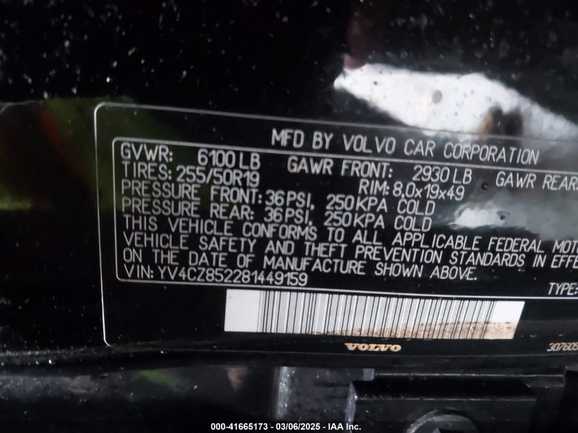 MFD BY VOLVO CAR CORPORATION
GVWR: 6100 LB GAWR FRONT: 2930 LB GAWR REAR
TIRES: 255/50R19 RIM: 8,0x19x49
PRESSURE FRONT: 36 PSI, 250 KPA COLD
PRESSURE REAR: 36 PSI, 250 KPA COLD
THIS VEHICLE CONFORMS TO ALL APPLICABLE FEDERAL MOT
VEHICLE SAFETY AND THEFT PREVENTION STANDARDS IN EFFE
ON THE DATE OF MANUFACTURE SHOWN ABOVE.
VIN: YV4CZ852281449159
TYPE:
VOLVO
307605
000-41665173 - 03/06/2025 - IAA Inc.